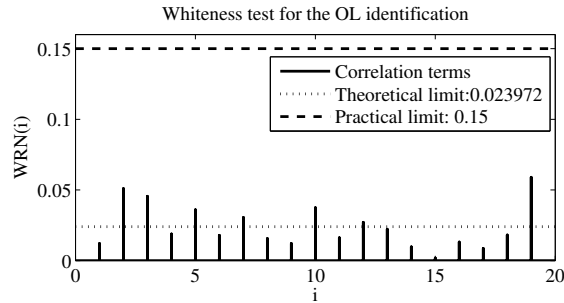 Whiteness test for the OL identification
0.15
Correlation terms
Theoretical limit:0.023972
Practical limit: 0.15
0.1
WRN(i)
0.05
0
0 5 10 15 20
i